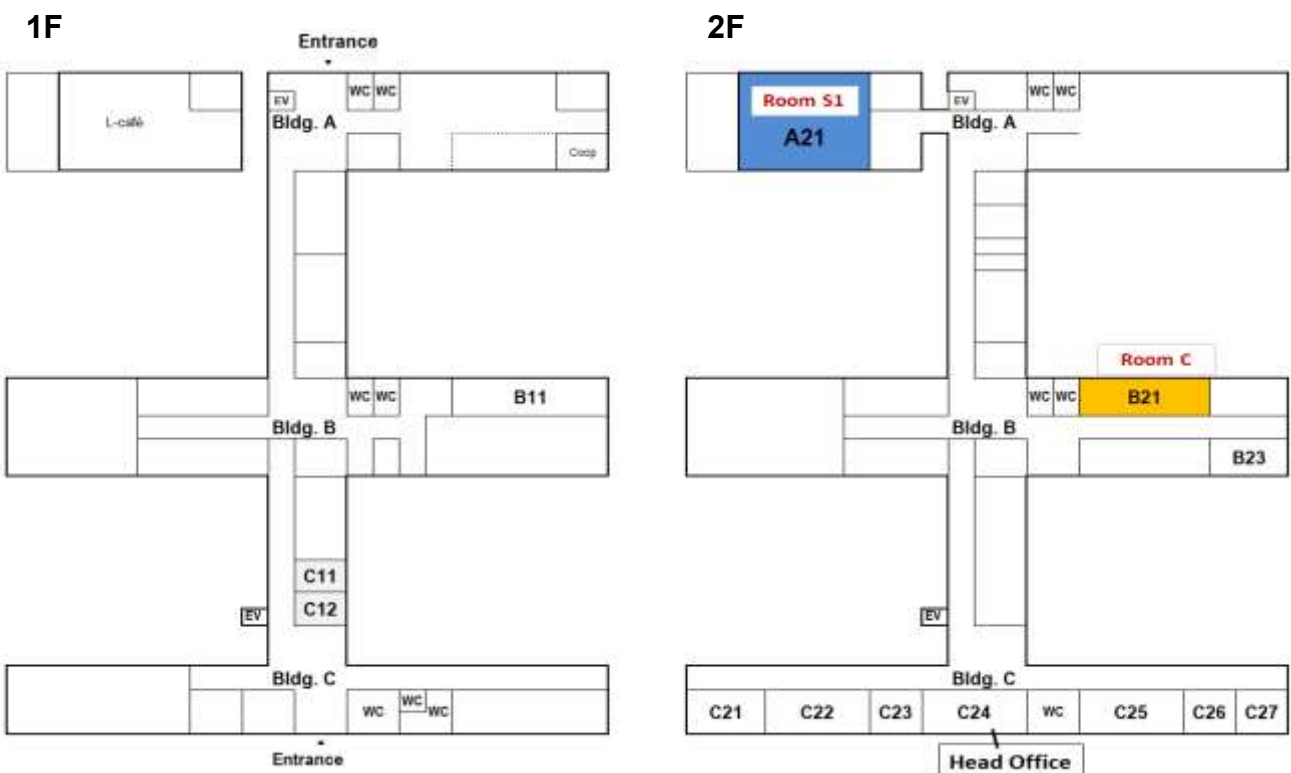 1F
Entrance
WC WC
EV
L-café
Bldg. A
Coop
WC WC
B11
Bldg. B
C11
C12
EV
Bldg. C
WC
WC
WC
Entrance
2F
Room S1
WC WC
EV
A21
Bldg. A
Room C
WC WC
B21
Bldg. B
B23
EV
Bldg. C
C21
C22
C23
C24
WC
C25
C26
C27
Head Office